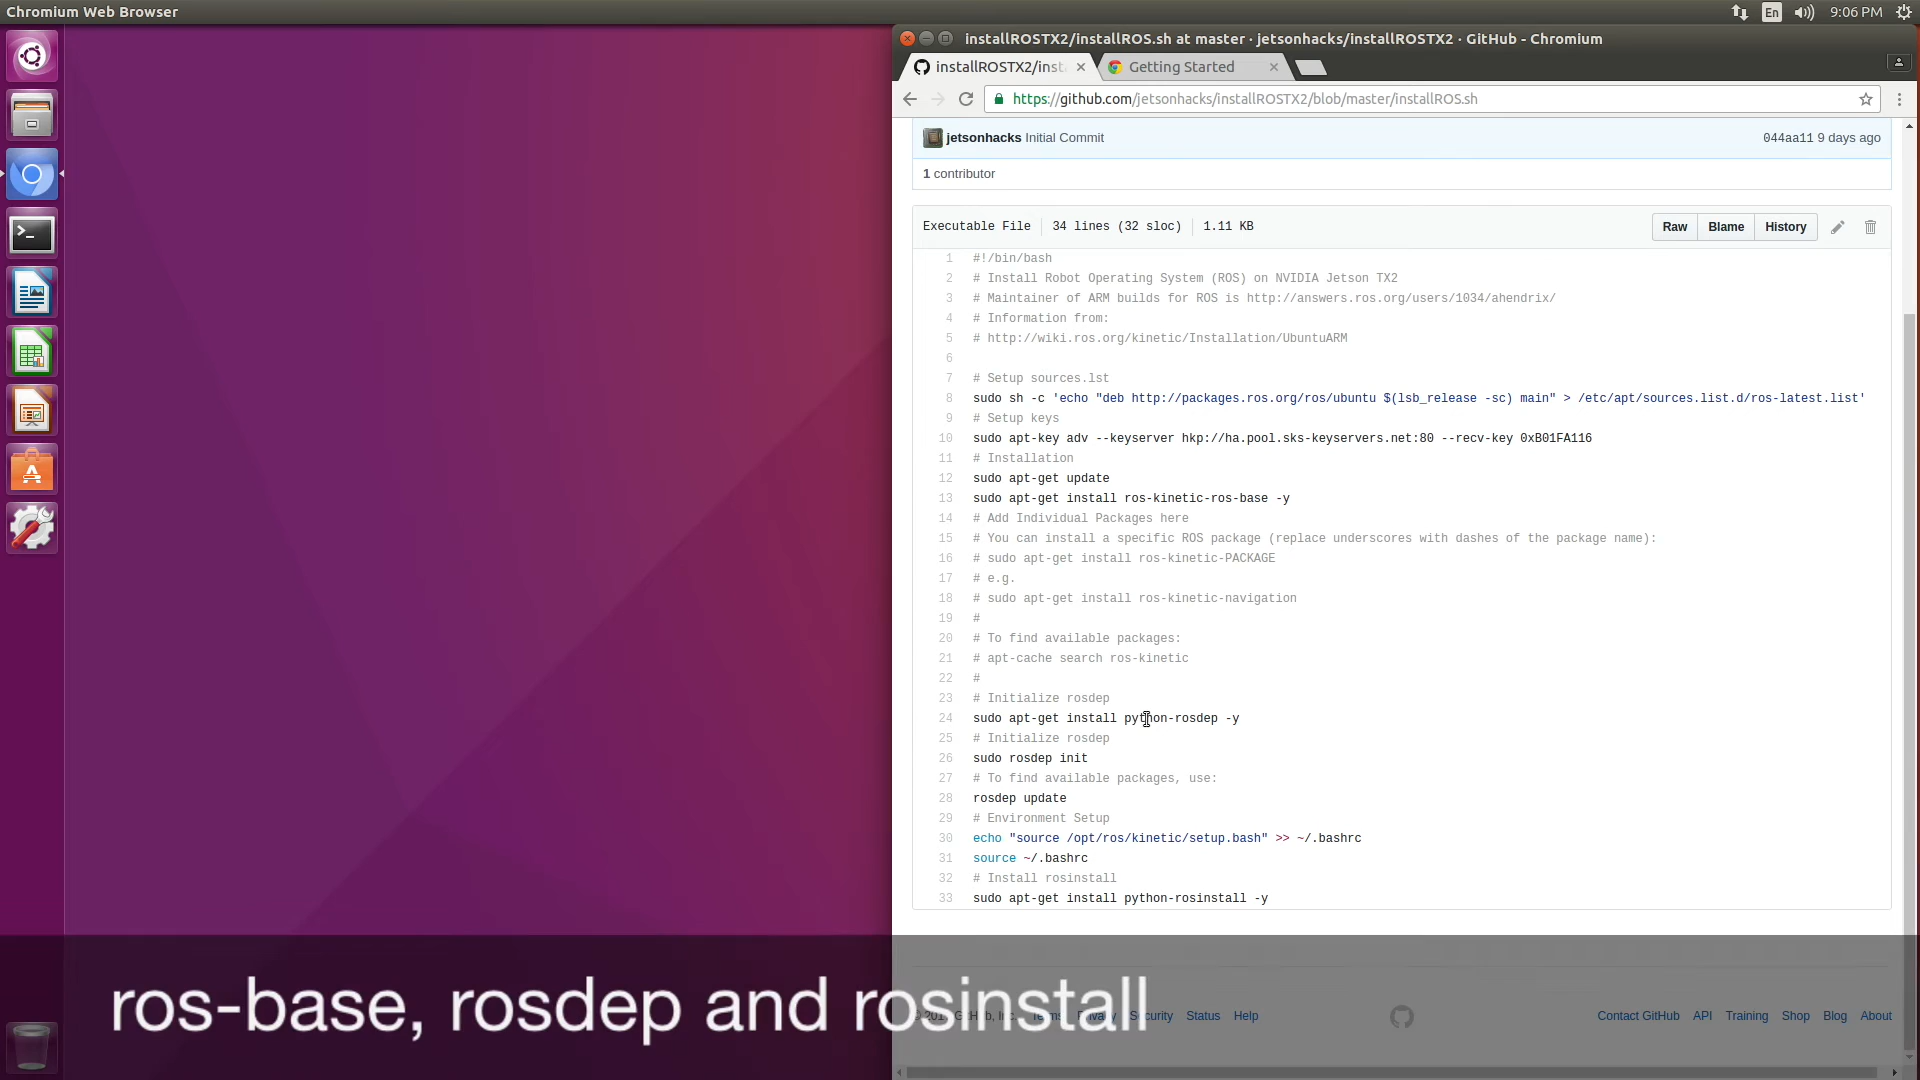 Chromium Web Browser
En
9:06 PM
installROSTX2/installROS.sh at master · jetsonhacks/installROSTX2 · GitHub - Chromium
installROSTX2/inst
Getting Started
https://github.com/jetsonhacks/installROSTX2/blob/master/installROS.sh
jetsonhacks Initial Commit
044aa11 9 days ago
1 contributor
Executable File
34 lines (32 sloc)
1.11 KB
Raw
Blame
History
1 #!/bin/bash
2 # Install Robot Operating System (ROS) on NVIDIA Jetson TX2
3 # Maintainer of ARM builds for ROS is http://answers.ros.org/users/1034/ahendrix/
4 # Information from:
5 # http://wiki.ros.org/kinetic/Installation/UbuntuARM
6
7 # Setup sources.lst
8 sudo sh -c 'echo "deb http://packages.ros.org/ros/ubuntu $(lsb_release -sc) main" > /etc/apt/sources.list.d/ros-latest.list'
9 # Setup keys
10 sudo apt-key adv --keyserver hkp://ha.pool.sks-keyservers.net:80 --recv-key 0xB01FA116
11 # Installation
12 sudo apt-get update
13 sudo apt-get install ros-kinetic-ros-base -y
14 # Add Individual Packages here
15 # You can install a specific ROS package (replace underscores with dashes of the package name):
16 # sudo apt-get install ros-kinetic-PACKAGE
17 # e.g.
18 # sudo apt-get install ros-kinetic-navigation
19 #
20 # To find available packages:
21 # apt-cache search ros-kinetic
22 #
23 # Initialize rosdep
24 sudo apt-get install python-rosdep -y
25 # Initialize rosdep
26 sudo rosdep init
27 # To find available packages, use:
28 rosdep update
29 # Environment Setup
30 echo "source /opt/ros/kinetic/setup.bash" >> ~/.bashrc
31 source ~/.bashrc
32 # Install rosinstall
33 sudo apt-get install python-rosinstall -y
ros-base, rosdep and rosinstall
Terms
Privacy
Security
Status
Help
Contact GitHub
API
Training
Shop
Blog
About